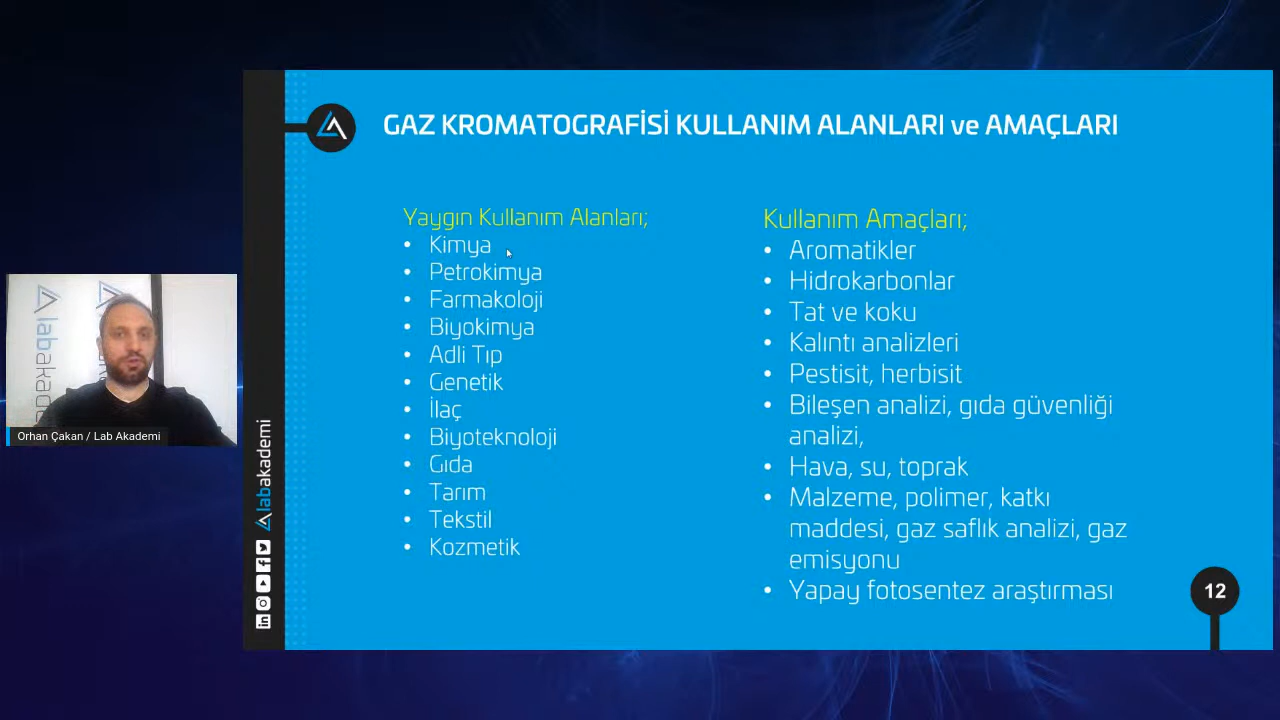 GAZ KROMATOGRAFİSİ KULLANIM ALANLARI ve AMAÇLARI
Yaygın Kullanım Alanları;
• Kimya
• Petrokimya
• Farmakoloji
• Biyokimya
• Adli Tıp
• Genetik
• İlaç
• Biyoteknoloji
• Gıda
• Tarım
• Tekstil
• Kozmetik
Kullanım Amaçları;
• Aromatikler
• Hidrokarbonlar
• Tat ve koku
• Kalıntı analizleri
• Pestisit, herbisit
• Bileşen analizi, gıda güvenliği
analizi,
• Hava, su, toprak
• Malzeme, polimer, katkı
maddesi, gaz saflık analizi, gaz
emisyonu
• Yapay fotosentez araştırması
12
labakademi
labakade
Orhan Çakan / Lab Akademi